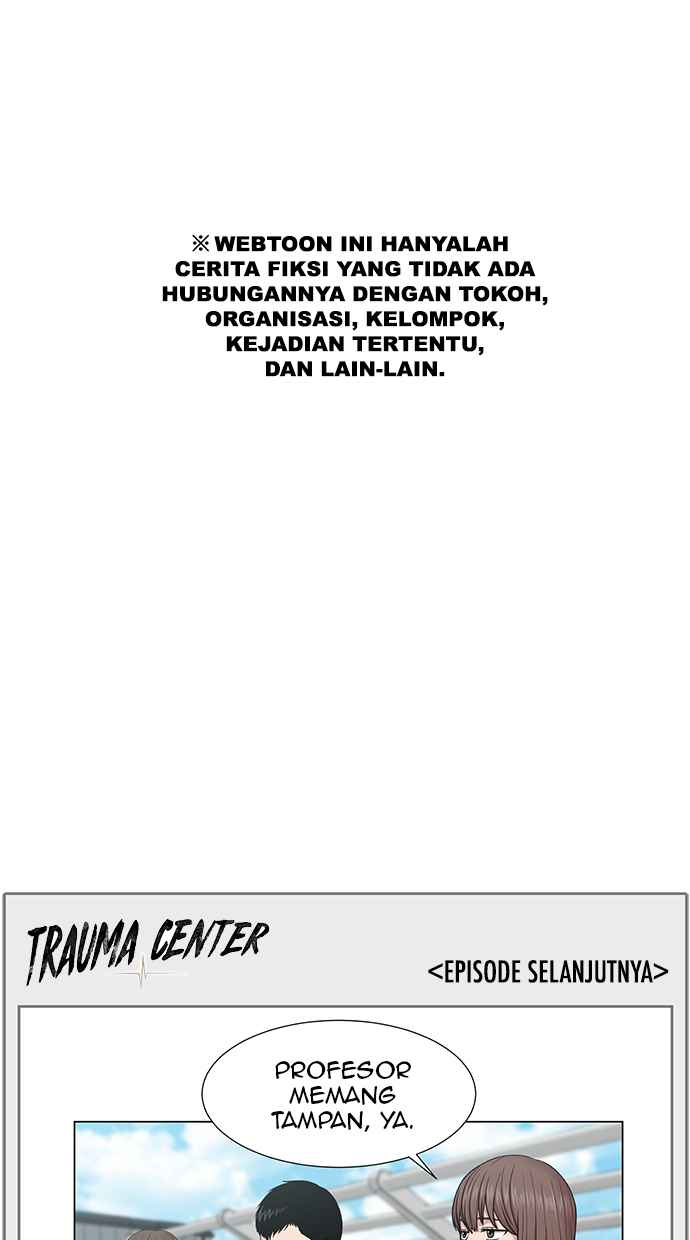 ※WEBTOON INI HANYALAH
CERITA FIKSI YANG TIDAK ADA
HUBUNGANNYA DENGAN TOKOH,
ORGANISASI, KELOMPOK,
KEJADIAN TERTENTU,
DAN LAIN-LAIN.
TRAUMA CENTER
<EPISODE SELANJUTNYA>
PROFESOR
MEMANG
TAMPAN, YA.